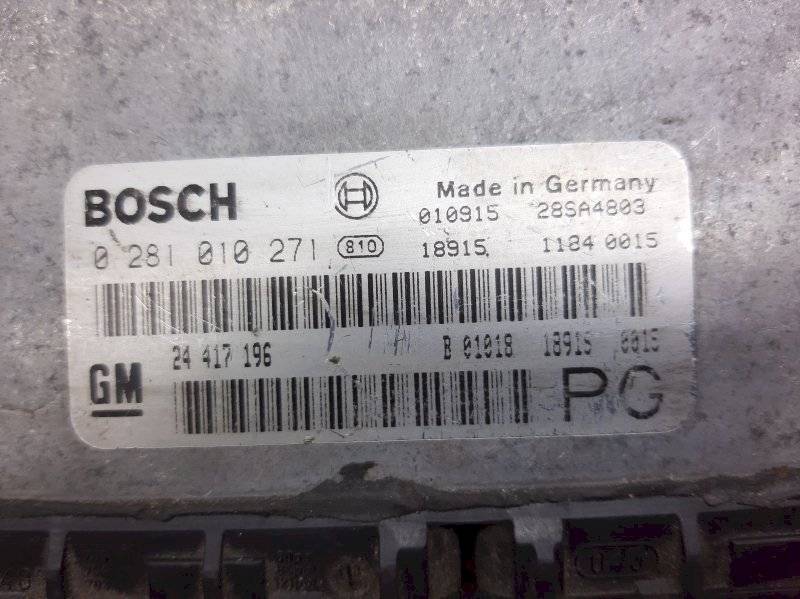 BOSCH
Made in Germany
010915 28SA4803
0 281 010 271 810
18915 1184 0015
24 417 196 B 01018 18915 0015
GM
PG